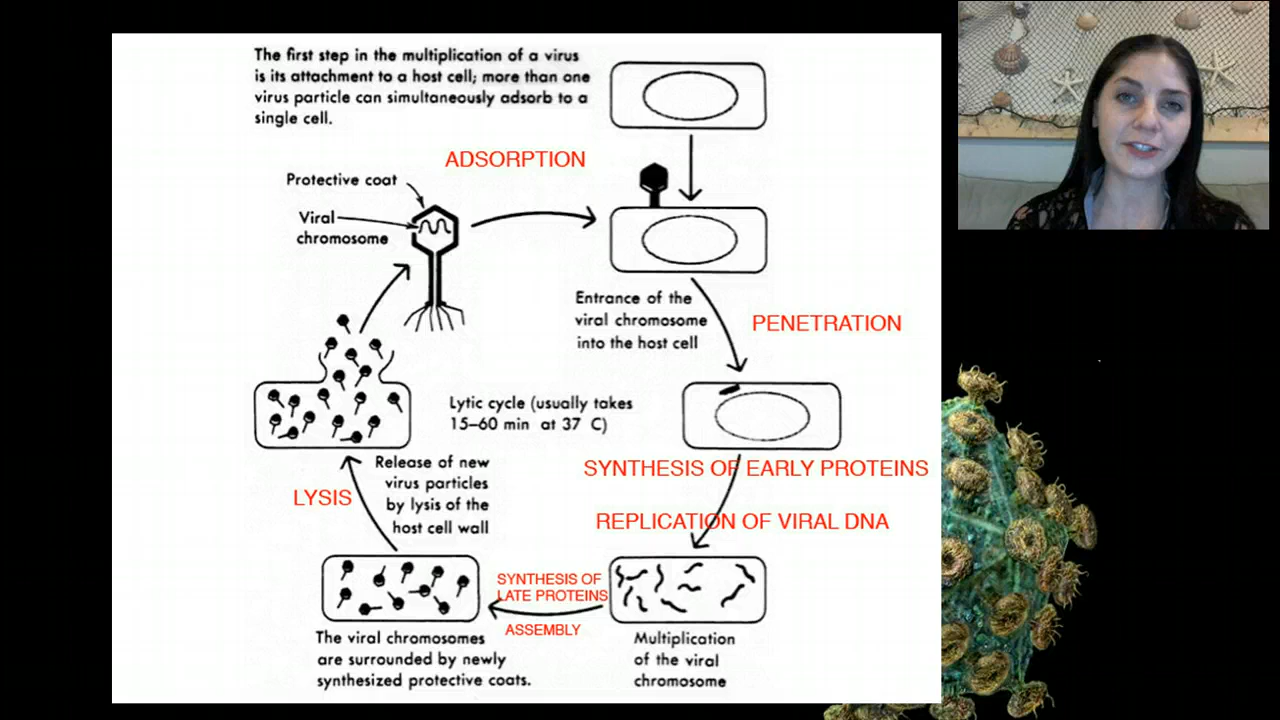 The first step in the multiplication of a virus
is its attachment to a host cell; more than one
virus particle can simultaneously adsorb to a
single cell.
ADSORPTION
Protective coat
Viral
chromosome
Entrance of the
viral chromosome
into the host cell
PENETRATION
Lytic cycle (usually takes
15–60 min at 37 C)
SYNTHESIS OF EARLY PROTEINS
REPLICATION OF VIRAL DNA
Release of new
virus particles
by lysis of the
host cell wall
LYSIS
SYNTHESIS OF
LATE PROTEINS
ASSEMBLY
The viral chromosomes
are surrounded by newly
synthesized protective coats.
Multiplication
of the viral
chromosome